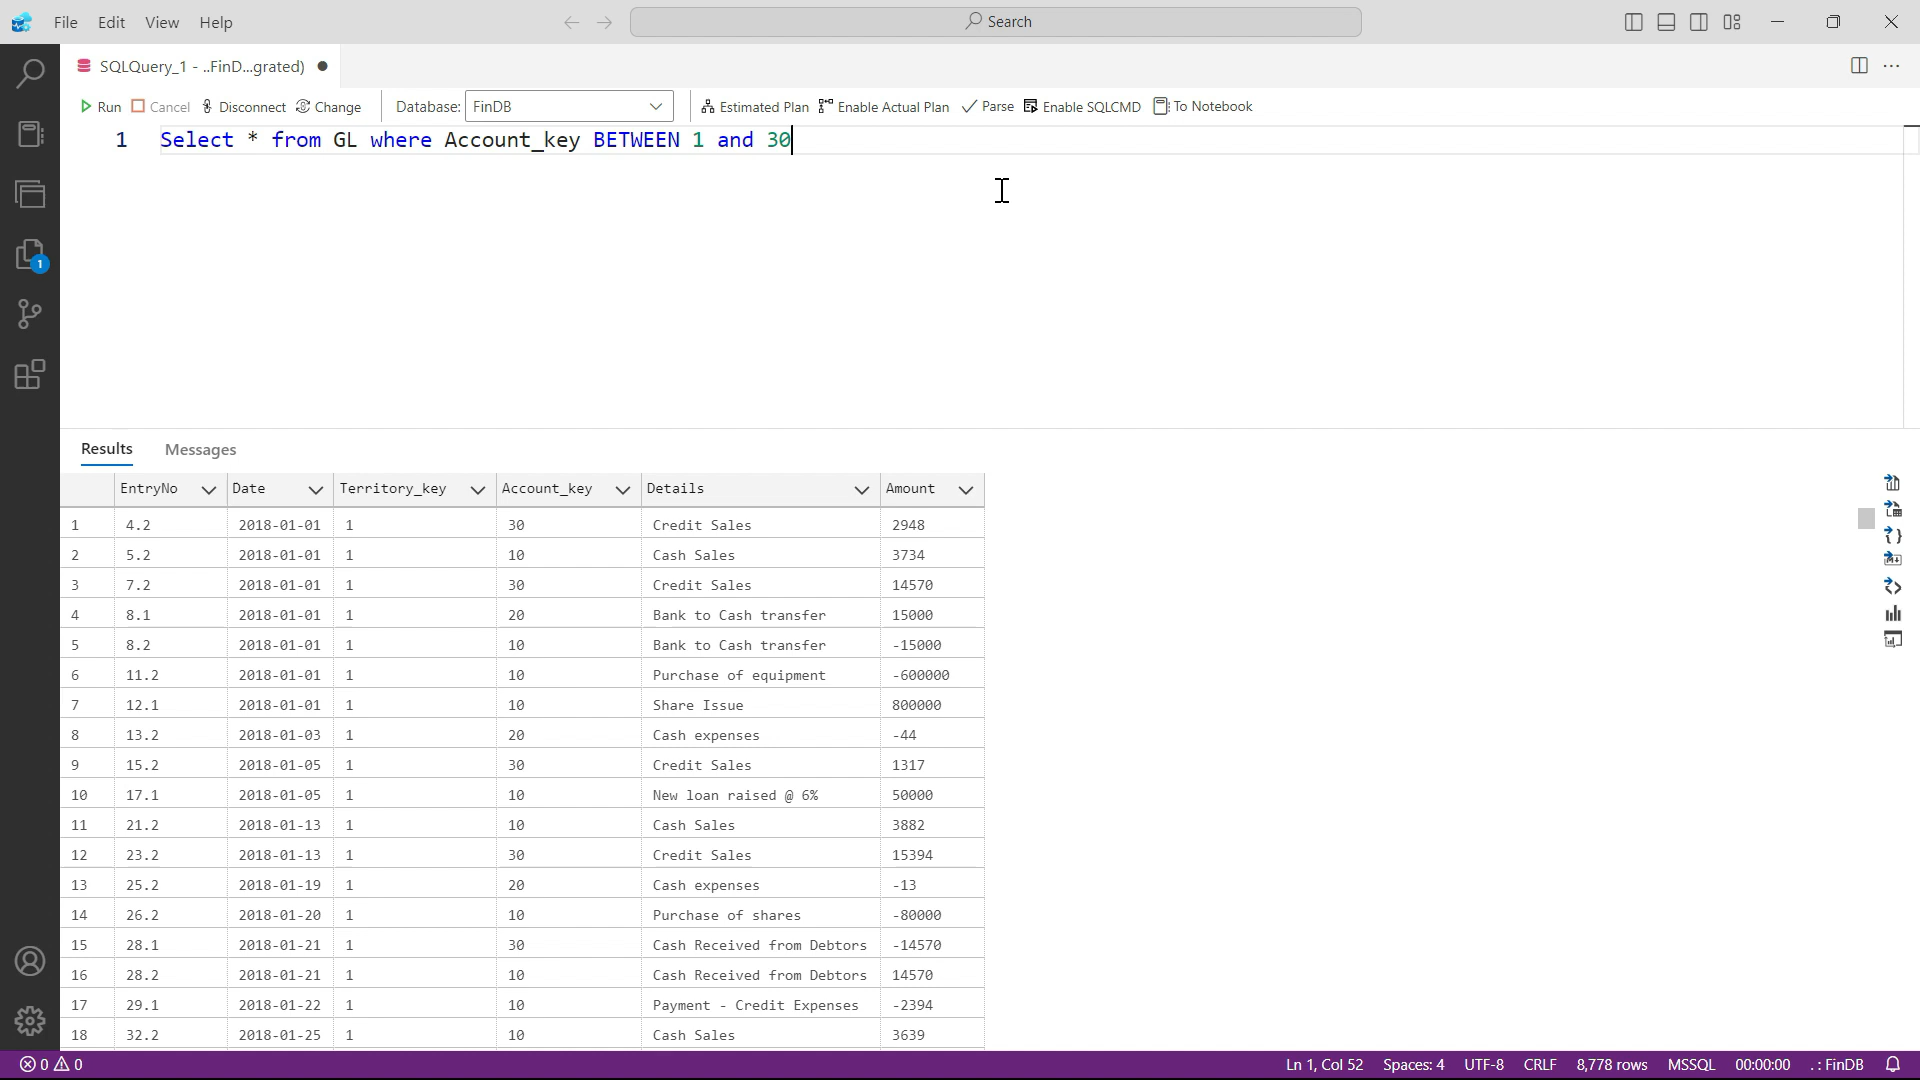 File Edit View Help Search
SQLQuery_1 - ..FinD...grated)
Run Cancel Disconnect Change Database: FinDB Estimated Plan Enable Actual Plan Parse Enable SQLCMD To Notebook
1 Select * from GL where Account_key BETWEEN 1 and 30
1
Results Messages
EntryNo Date Territory_key Account_key Details Amount
1 4.2 2018-01-01 1 30 Credit Sales 2948
2 5.2 2018-01-01 1 10 Cash Sales 3734
3 7.2 2018-01-01 1 30 Credit Sales 14570
4 8.1 2018-01-01 1 20 Bank to Cash transfer 15000
5 8.2 2018-01-01 1 10 Bank to Cash transfer -15000
6 11.2 2018-01-01 1 10 Purchase of equipment -600000
7 12.1 2018-01-01 1 10 Share Issue 800000
8 13.2 2018-01-03 1 20 Cash expenses -44
9 15.2 2018-01-05 1 30 Credit Sales 1317
10 17.1 2018-01-05 1 10 New loan raised @ 6% 50000
11 21.2 2018-01-13 1 10 Cash Sales 3882
12 23.2 2018-01-13 1 30 Credit Sales 15394
13 25.2 2018-01-19 1 20 Cash expenses -13
14 26.2 2018-01-20 1 10 Purchase of shares -80000
15 28.1 2018-01-21 1 30 Cash Received from Debtors -14570
16 28.2 2018-01-21 1 10 Cash Received from Debtors 14570
17 29.1 2018-01-22 1 10 Payment - Credit Expenses -2394
18 32.2 2018-01-25 1 10 Cash Sales 3639
0 0 Ln 1, Col 52 Spaces: 4 UTF-8 CRLF 8,778 rows MSSQL 00:00:00 . : FinDB